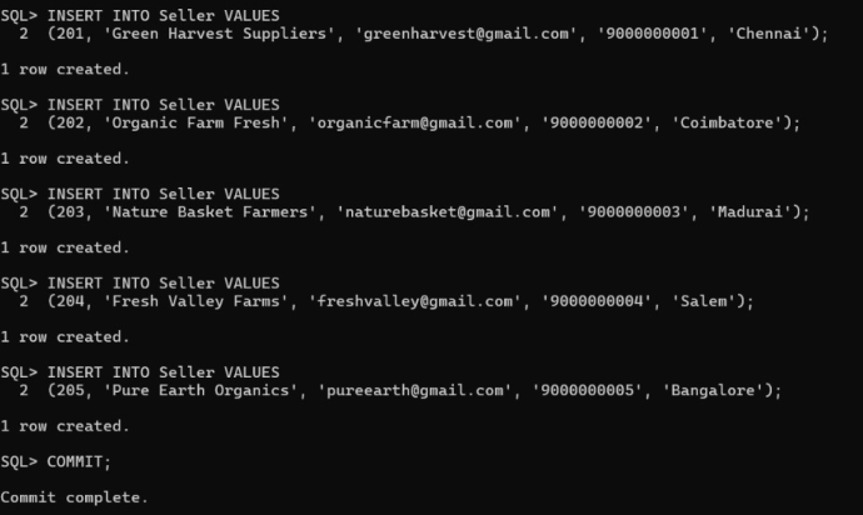 SQL> INSERT INTO Seller VALUES
2 (201, 'Green Harvest Suppliers', 'greenharvest@gmail.com', '9000000001', 'Chennai');
1 row created.
SQL> INSERT INTO Seller VALUES
2 (202, 'Organic Farm Fresh', 'organicfarm@gmail.com', '9000000002', 'Coimbatore');
1 row created.
SQL> INSERT INTO Seller VALUES
2 (203, 'Nature Basket Farmers', 'naturebasket@gmail.com', '9000000003', 'Madurai');
1 row created.
SQL> INSERT INTO Seller VALUES
2 (204, 'Fresh Valley Farms', 'freshvalley@gmail.com', '9000000004', 'Salem');
1 row created.
SQL> INSERT INTO Seller VALUES
2 (205, 'Pure Earth Organics', 'pureearth@gmail.com', '9000000005', 'Bangalore');
1 row created.
SQL> COMMIT;
Commit complete.